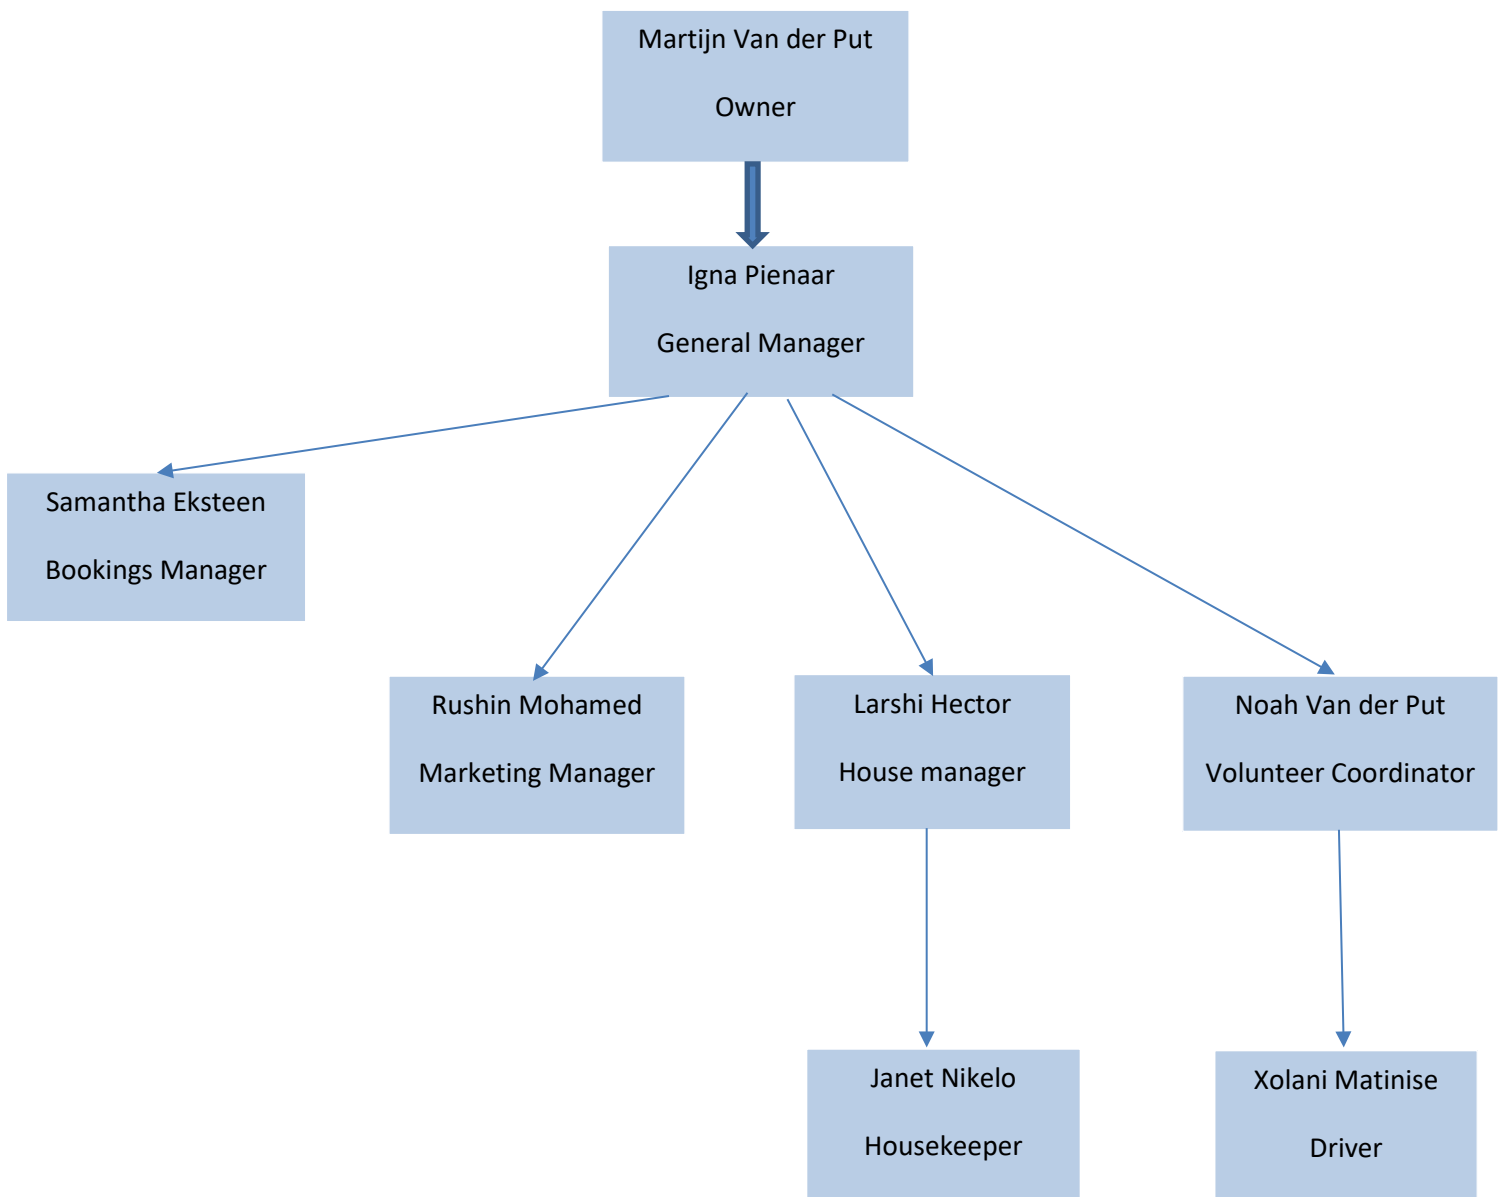 Martijn Van der Put
Owner
Igna Pienaar
General Manager
Samantha Eksteen
Bookings Manager
Rushin Mohamed
Marketing Manager
Larshi Hector
House manager
Noah Van der Put
Volunteer Coordinator
Janet Nikelo
Housekeeper
Xolani Matinise
Driver